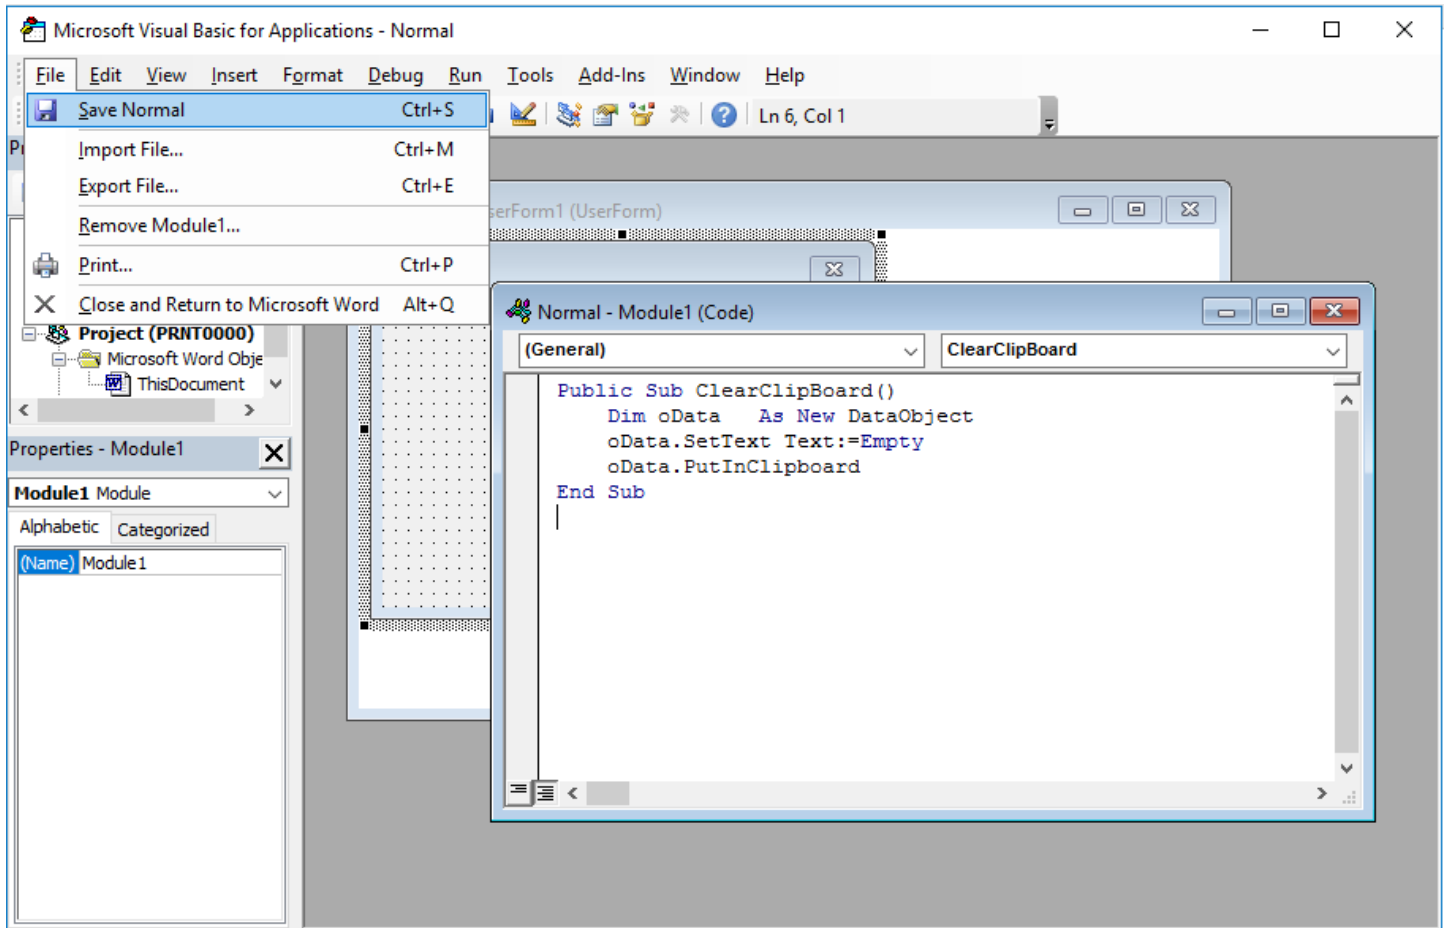 Microsoft Visual Basic for Applications - Normal
File Edit View Insert Format Debug Run Tools Add-Ins Window Help
Save Normal Ctrl+S
Ln 6, Col 1
Import File... Ctrl+M
Export File... Ctrl+E
Remove Module1...
Print... Ctrl+P
Close and Return to Microsoft Word Alt+Q
Project (PRNT0000)
Microsoft Word Obje
ThisDocument
Properties - Module1
Module1 Module
Alphabetic Categorized
(Name) Module1
serForm1 (UserForm)
Normal - Module1 (Code)
(General) ClearClipBoard
Public Sub ClearClipBoard()
Dim oData   As New DataObject
oData.SetText Text:=Empty
oData.PutInClipboard
End Sub